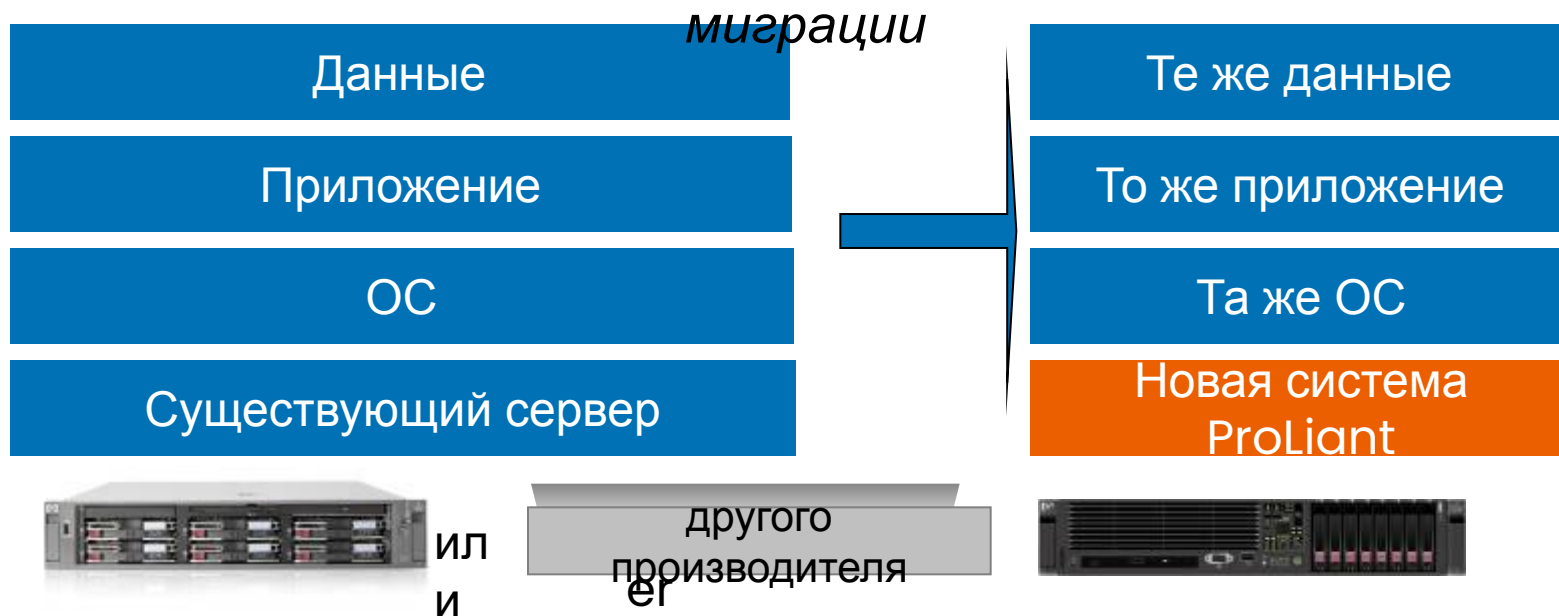 миграции
Данные
Те же данные
Приложение
То же приложение
ОС
Та же ОС
Существующий сервер
Новая система
ProLiant
ил
и
другого
производителя
er